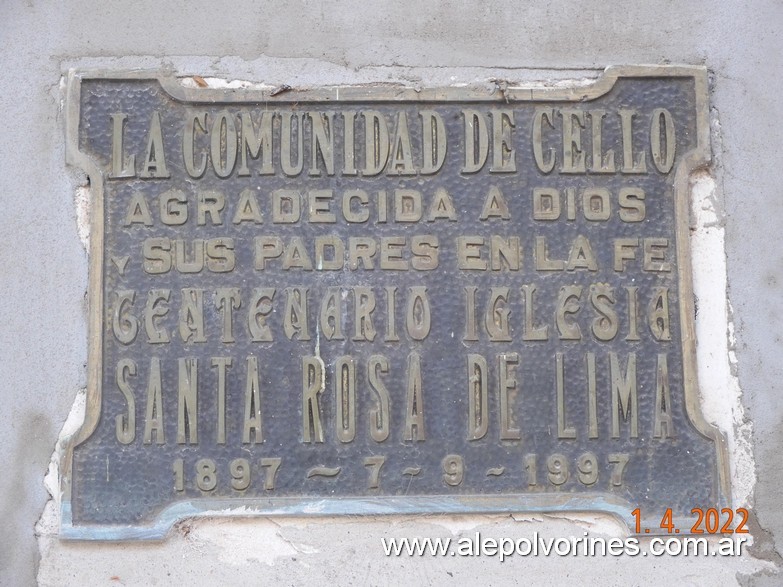 LA COMUNIDAD DE CELLO
AGRADECIDA A DIOS
Y SUS PADRES EN LA FE
CENTENARIO IGLESIA
SANTA ROSA DE LIMA
1897 ~ 7 - 9 ~ 1997
1. 4. 2022
www.alepolvorines.com.ar